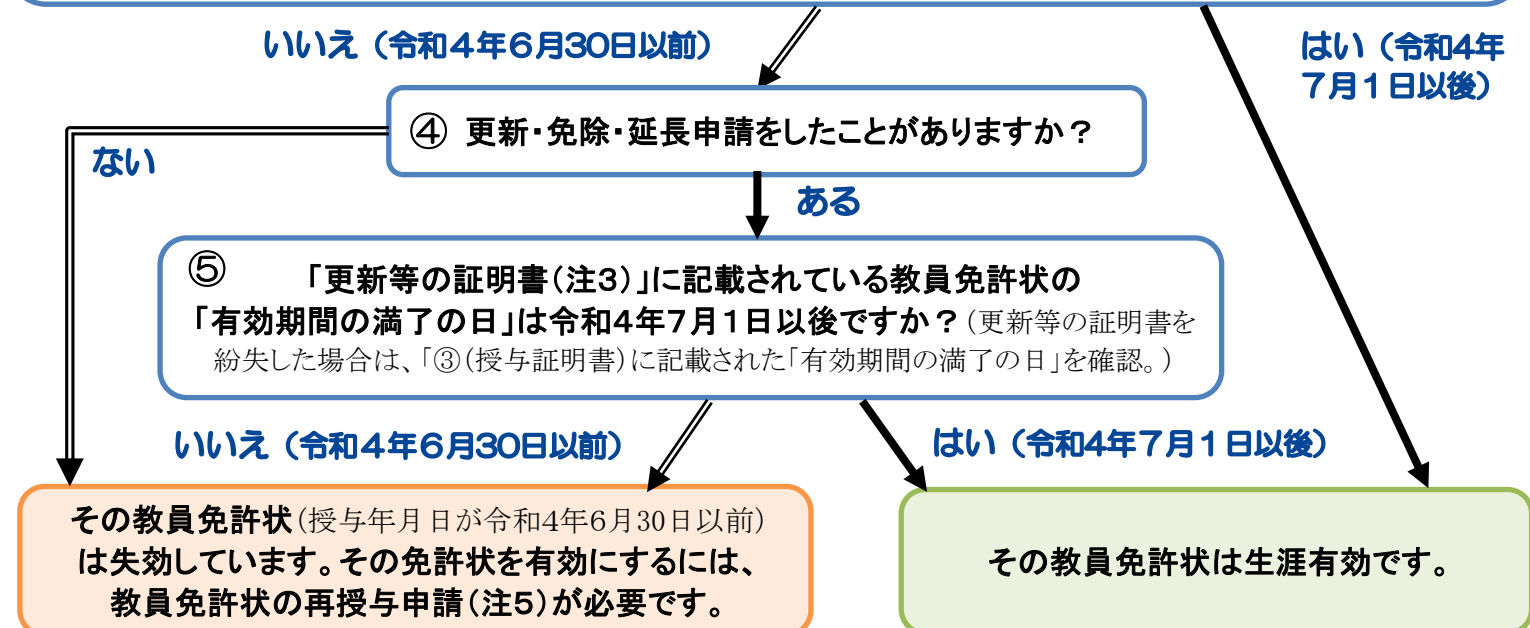 いいえ（令和４年６月30日以前）
はい（令和4年
７月１日以後）
④ 更新・免除・延長申請をしたことがありますか？
ない
ある
⑤ 「更新等の証明書（注３）」に記載されている教員免許状の
「有効期間の満了の日」は令和４年７月１日以後ですか？（更新等の証明書を
紛失した場合は、「③（授与証明書）に記載された「有効期間の満了の日」を確認。）
いいえ（令和４年６月30日以前）
はい（令和4年７月１日以後）
その教員免許状（授与年月日が令和4年6月30日以前）
は失効しています。その免許状を有効にするには、
教員免許状の再授与申請（注５）が必要です。
その教員免許状は生涯有効です。